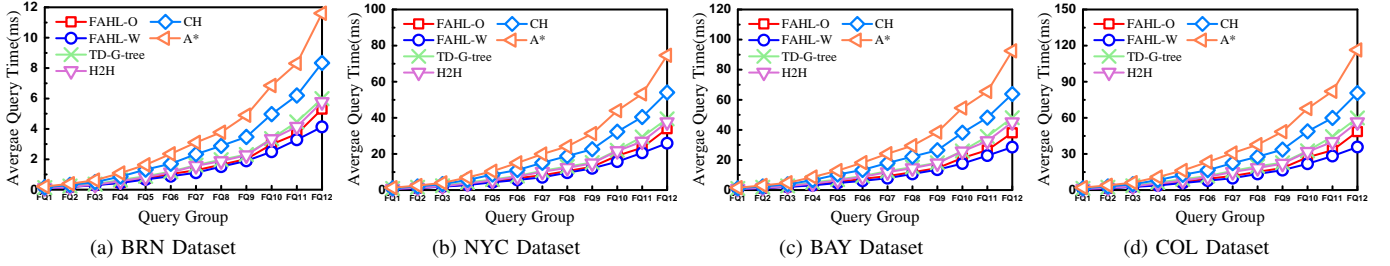 12
10
8
6
4
2
0
Avergae Query Time(ms)
FAHL-O
FAHL-W
TD-G-tree
H2H
CH
A*
FQ1 FQ2 FQ3 FQ4 FQ5 FQ6 FQ7 FQ8 FQ9 FQ10 FQ11 FQ12
Query Group
(a) BRN Dataset
100
80
60
40
20
0
Avergae Query Time(ms)
FAHL-O
FAHL-W
TD-G-tree
H2H
CH
A*
FQ1 FQ2 FQ3 FQ4 FQ5 FQ6 FQ7 FQ8 FQ9 FQ10 FQ11 FQ12
Query Group
(b) NYC Dataset
120
100
80
60
40
20
0
Avergae Query Time(ms)
FAHL-O
FAHL-W
TD-G-tree
H2H
CH
A*
FQ1 FQ2 FQ3 FQ4 FQ5 FQ6 FQ7 FQ8 FQ9 FQ10 FQ11 FQ12
Query Group
(c) BAY Dataset
150
120
90
60
30
0
Avergae Query Time(ms)
FAHL-O
FAHL-W
TD-G-tree
H2H
CH
A*
FQ1 FQ2 FQ3 FQ4 FQ5 FQ6 FQ7 FQ8 FQ9 FQ10 FQ11 FQ12
Query Group
(d) COL Dataset